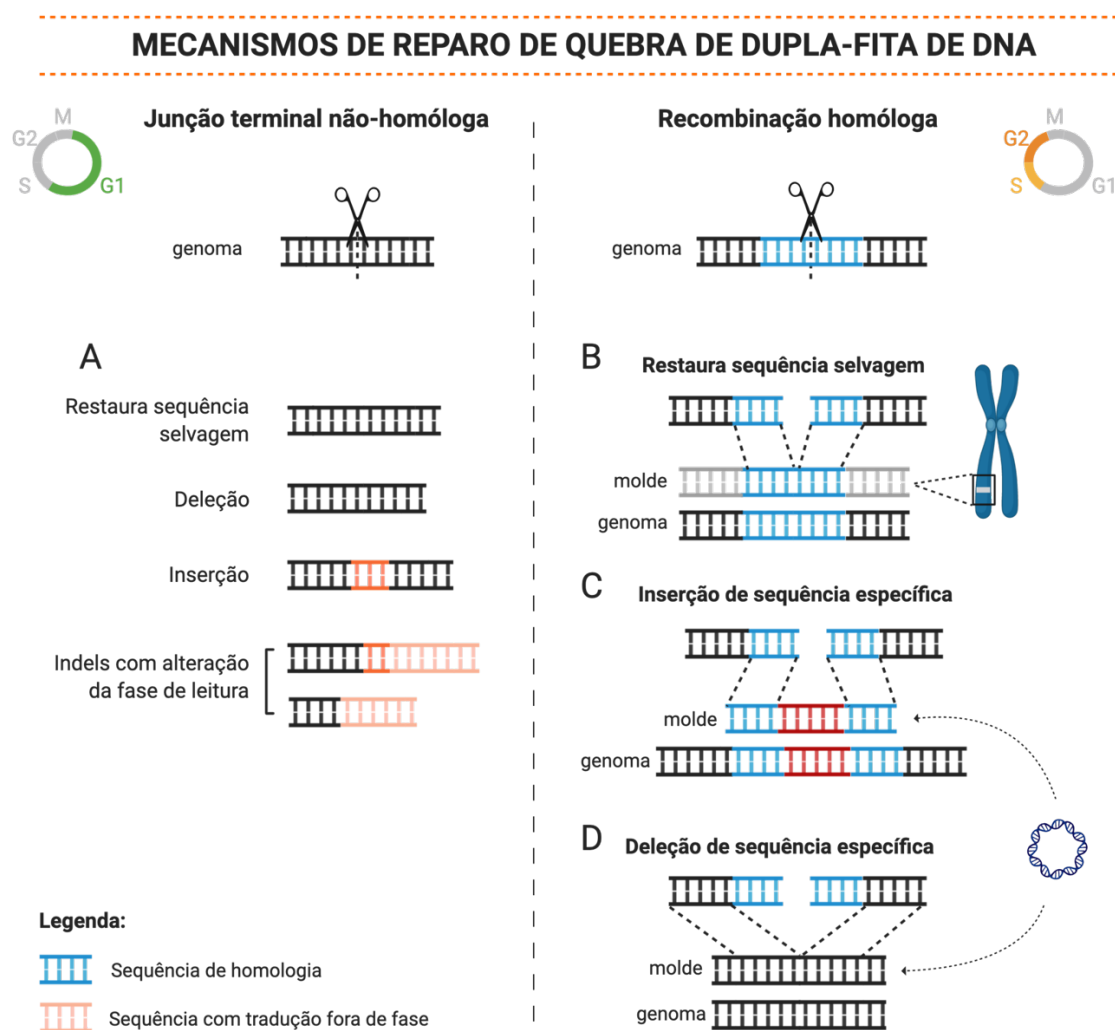 MECANISMOS DE REPARO DE QUEBRA DE DUPLA-FITA DE DNA
Junção terminal não-homóloga
M
G2
S
G1
genoma
A
Restaura sequência
selvagem
Deleção
Inserção
Indels com alteração
da fase de leitura
Legenda:
Sequência de homologia
Sequência com tradução fora de fase
Recombinação homóloga
M
G2
S
G1
genoma
B
Restaura sequência selvagem
molde
genoma
C
Inserção de sequência específica
molde
genoma
D
Deleção de sequência específica
molde
genoma